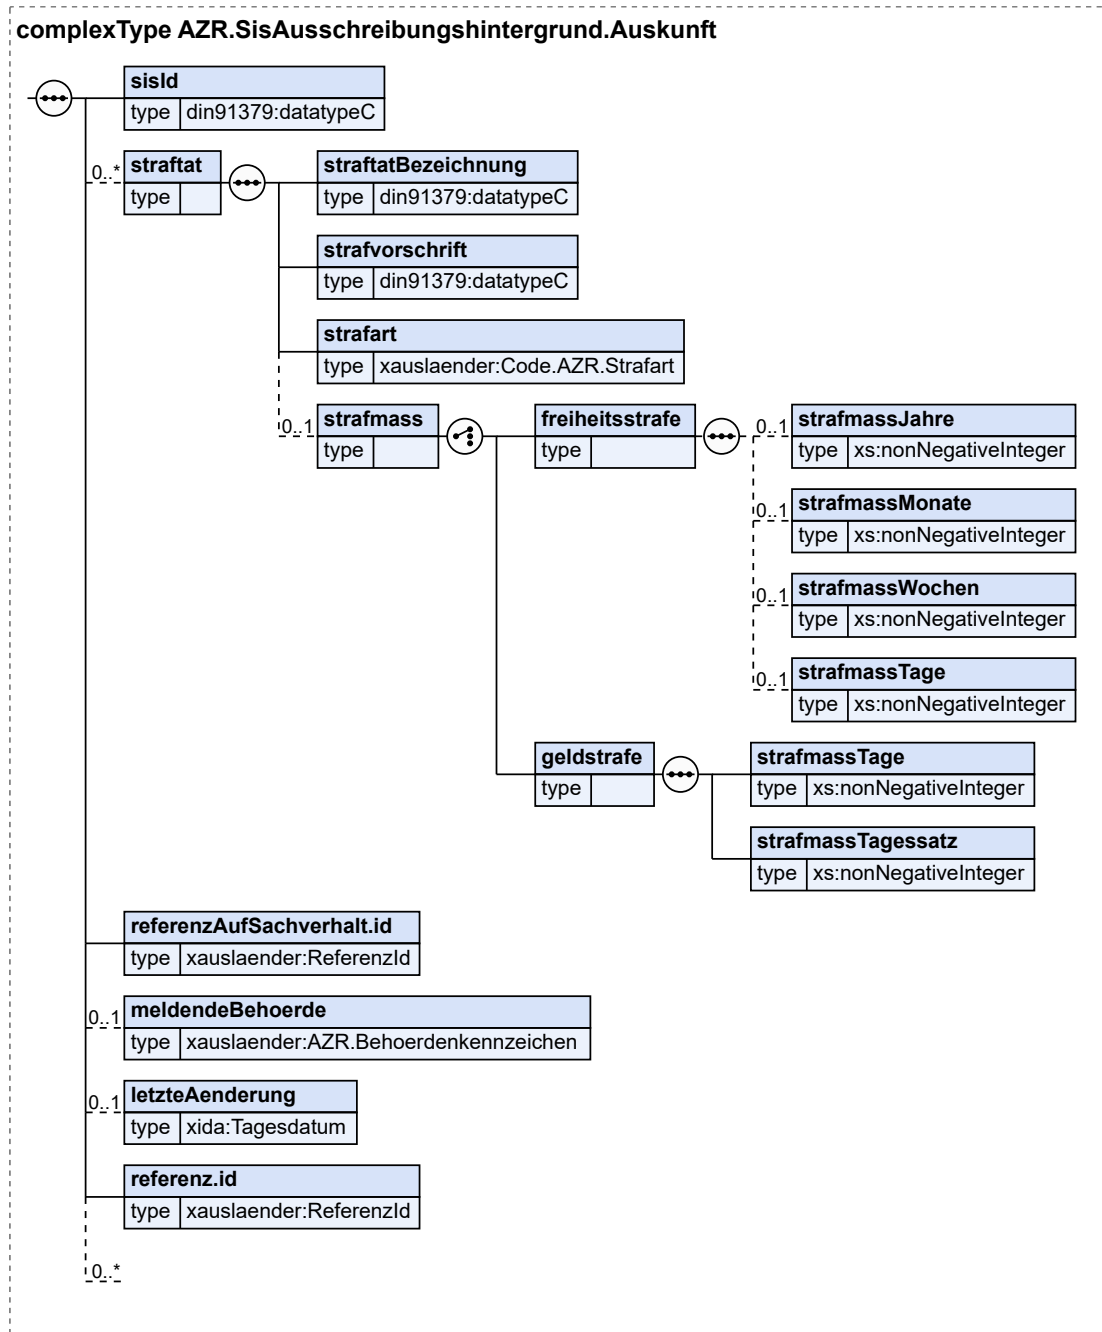 complexType AZR.SisAusschreibungshintergrund.Auskunft
sisId
type din91379:datatypeC
0..* straftat
type
straftatBezeichnung
type din91379:datatypeC
strafvorschrift
type din91379:datatypeC
strafart
type xauslaender:Code.AZR.Strafart
0..1 strafmass
type
freiheitsstrafe
type
0..1 strafmassJahre
type xs:nonNegativeInteger
0..1 strafmassMonate
type xs:nonNegativeInteger
0..1 strafmassWochen
type xs:nonNegativeInteger
0..1 strafmassTage
type xs:nonNegativeInteger
geldstrafe
type
strafmassTage
type xs:nonNegativeInteger
strafmassTagessatz
type xs:nonNegativeInteger
referenzAufSachverhalt.id
type xauslaender:ReferenzId
0..1 meldendeBehoerde
type xauslaender:AZR.Behoerdenkennzeichen
0..1 letzteAenderung
type xida:Tagesdatum
referenz.id
type xauslaender:ReferenzId
0..*